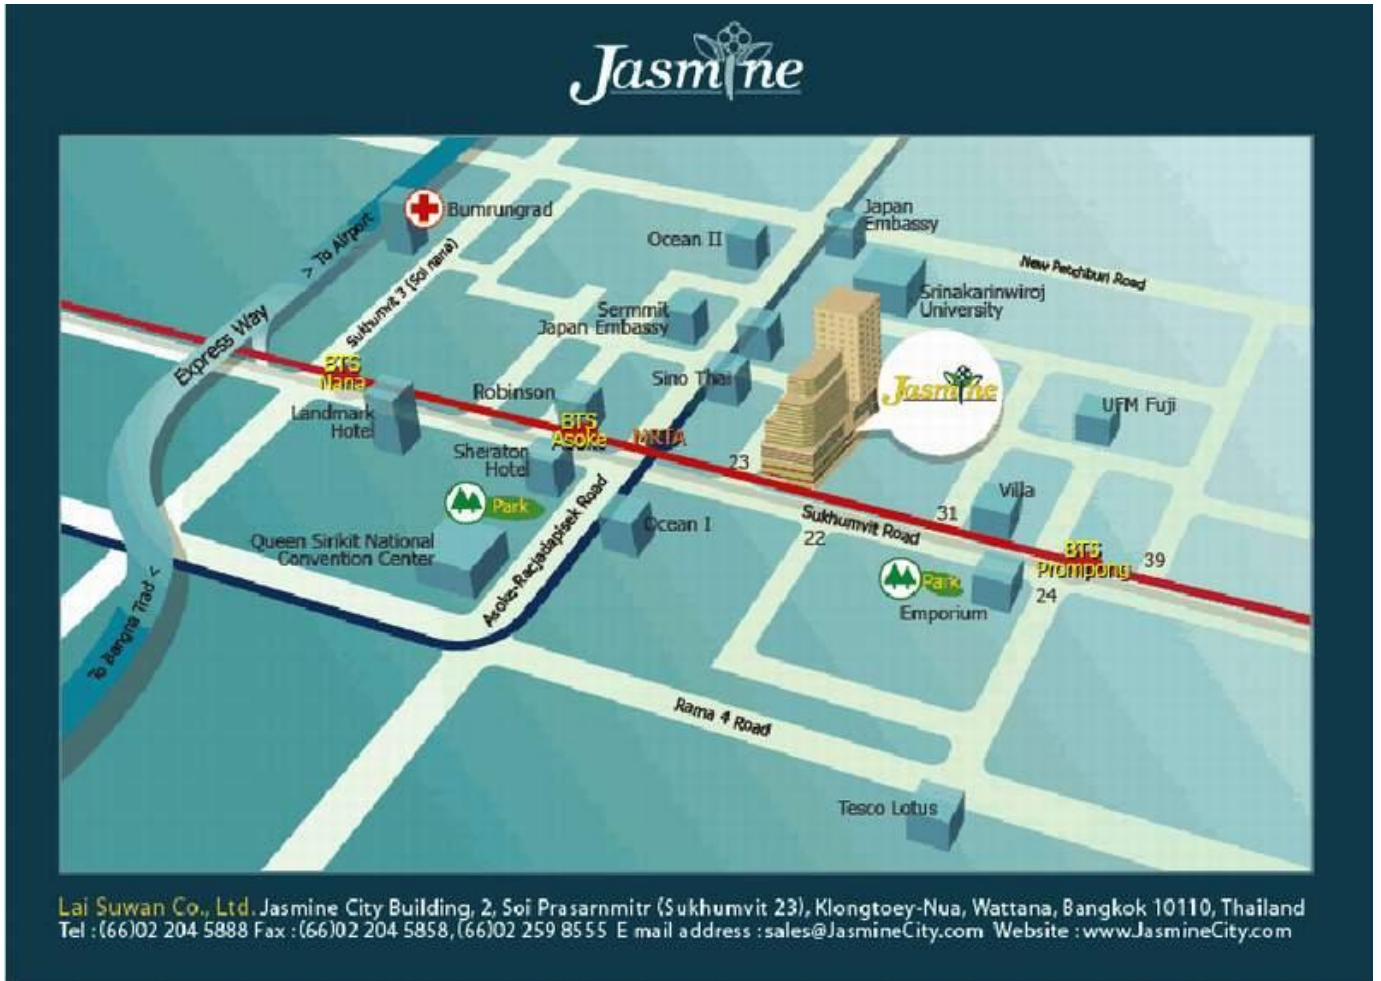 Jasmine
Bumrungrad
Japan
Embassy
> To Airport
Ocean II
Sukhumvit 3 (Soi nana)
New Petchburi Road
Srinakarinwiroj
University
Sermmit
Japan Embassy
Express Way
BTS
Nana
Sino Thai
Jasmine
Robinson
Landmark
Hotel
UFM Fuji
BTS
Asoke
MRTA
Sheraton
Hotel
23
Park
Villa
Asoke-Racjadapisek Road
31
Sukhumvit Road
Ocean I
22
Queen Sirikit National
Convention Center
BTS
Prompong
39
Park
24
Emporium
To Bangna Trad <
Rama 4 Road
Tesco Lotus
Lai Suwan Co., Ltd. Jasmine City Building, 2, Soi Prasarnmitr (Sukhumvit 23), Klongtoey-Nua, Wattana, Bangkok 10110, Thailand
Tel : (66)02 204 5888 Fax : (66)02 204 5858, (66)02 259 8555 E mail address : sales@JasmineCity.com Website : www.JasmineCity.com